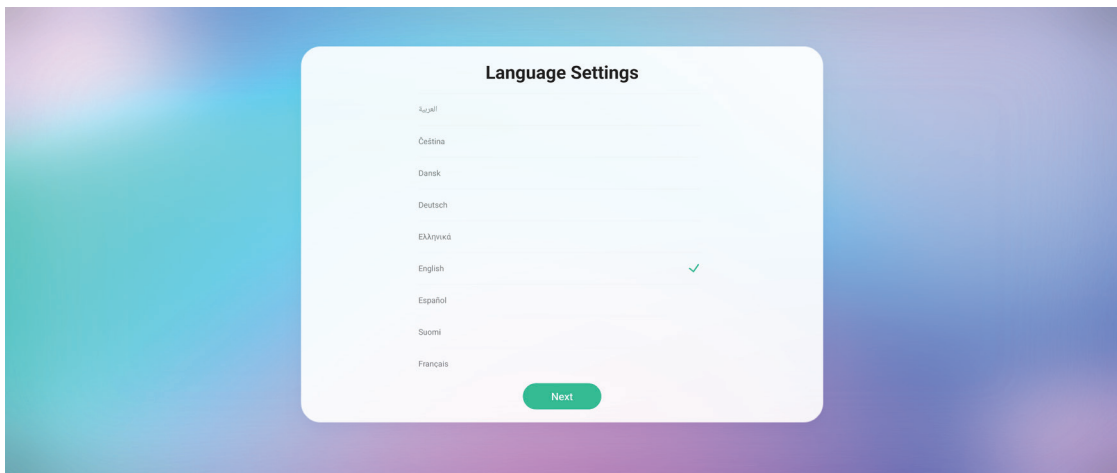 Language Settings
العربية
Čeština
Dansk
Deutsch
Ελληνικά
English
Español
Suomi
Français
Next